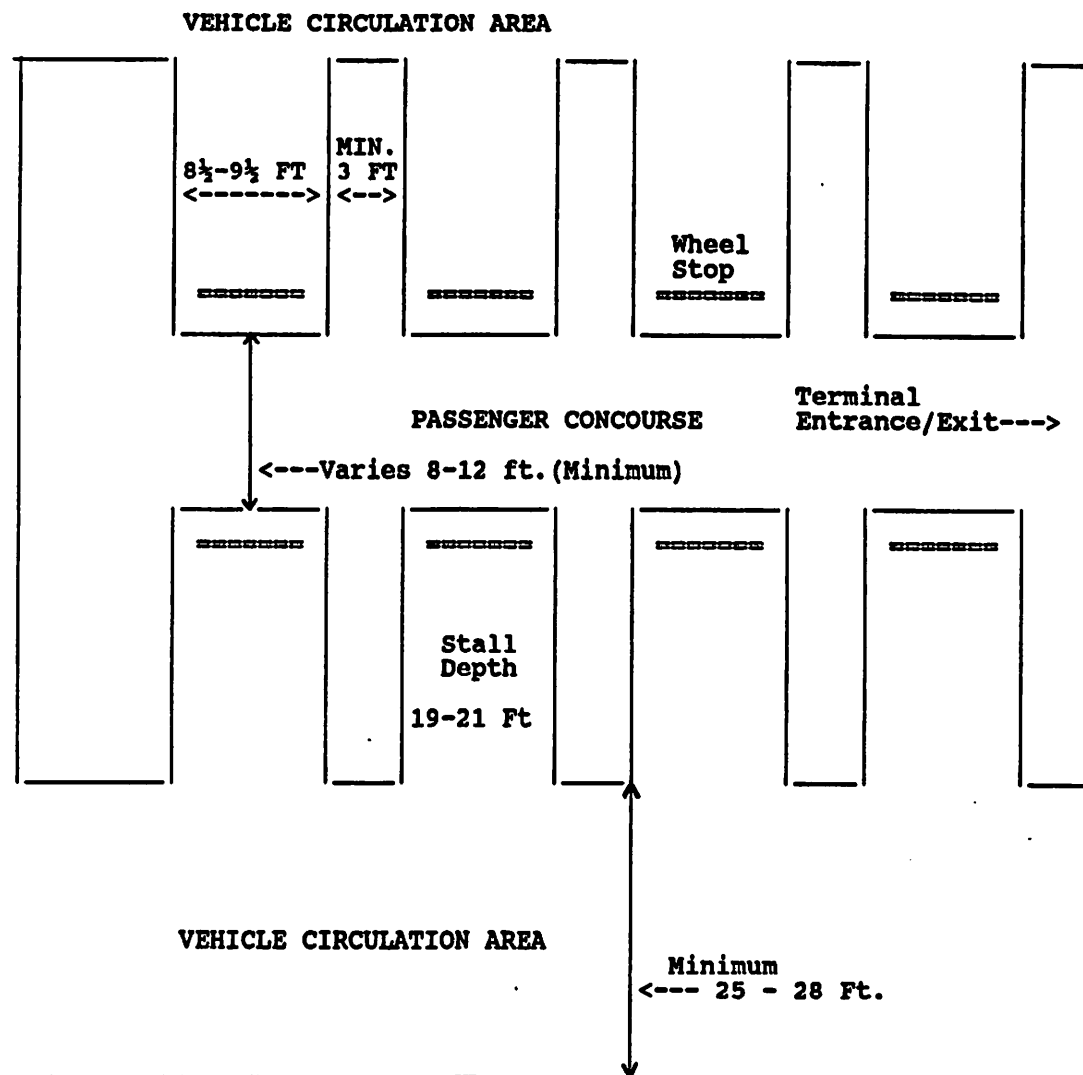 VEHICLE CIRCULATION AREA
8½-9½ FT
<------->
MIN.
3 FT
<-->
Wheel
Stop
Terminal
Entrance/Exit--->
PASSENGER CONCOURSE
<---Varies 8-12 ft.(Minimum)
Stall
Depth
19-21 Ft
VEHICLE CIRCULATION AREA
Minimum
<--- 25 - 28 Ft.